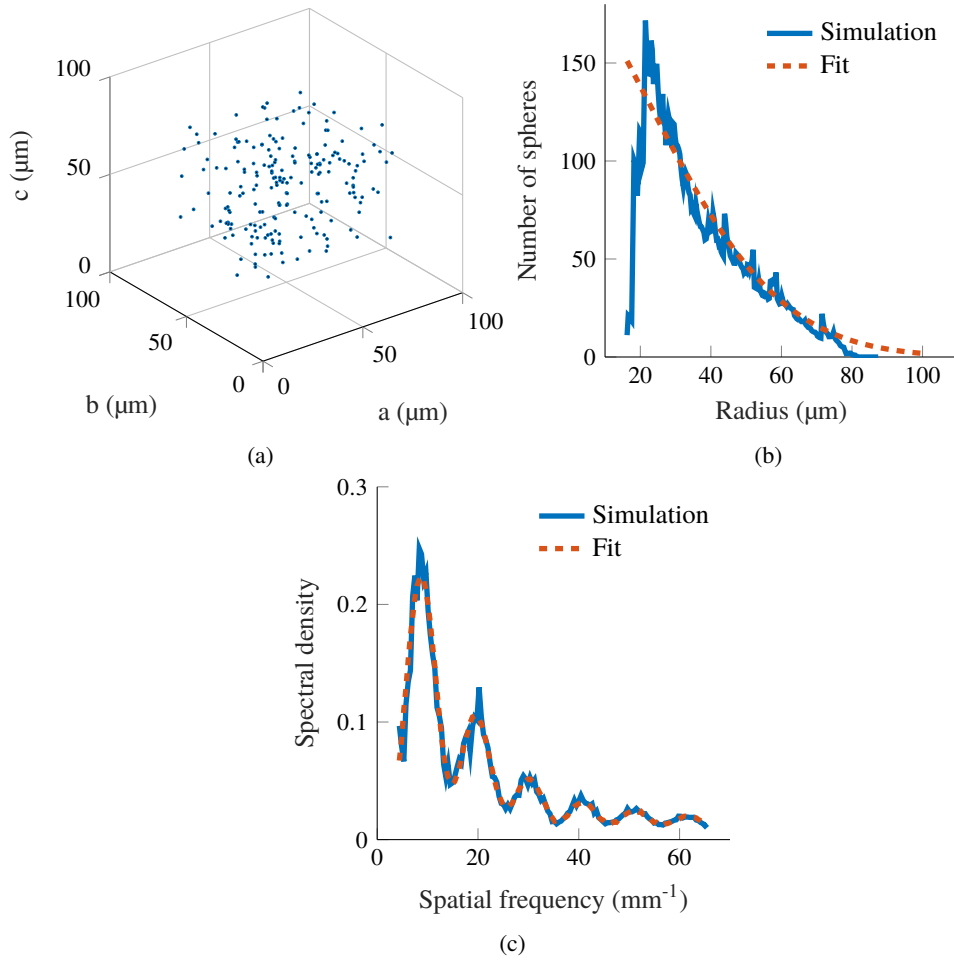 100
50
0
c (µm)
100
50
0
b (µm)
0
50
100
a (µm)
(a)
Simulation
Fit
150
100
50
0
Number of spheres
20 40 60 80 100
Radius (µm)
(b)
Simulation
Fit
0.3
0.2
0.1
0
Spectral density
0 20 40 60
Spatial frequency (mm⁻¹)
(c)